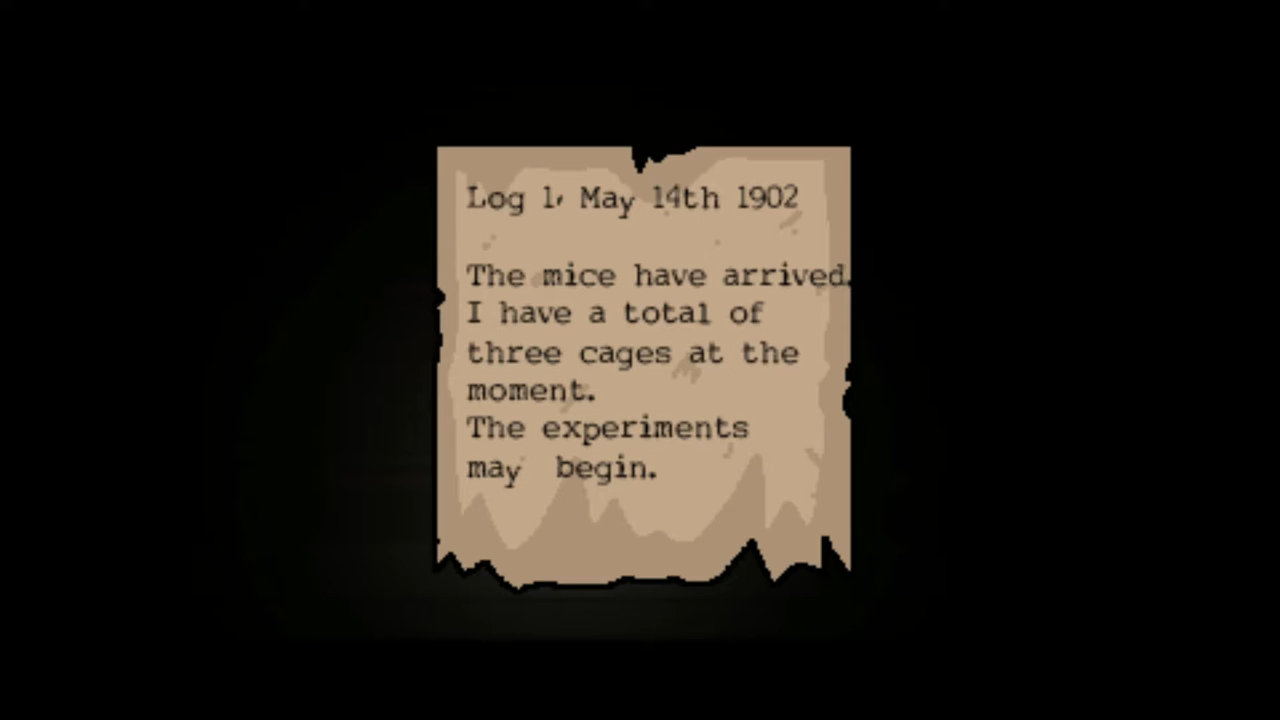 Log 1, May 14th 1902
The mice have arrived.
I have a total of
three cages at the
moment.
The experiments
may  begin.